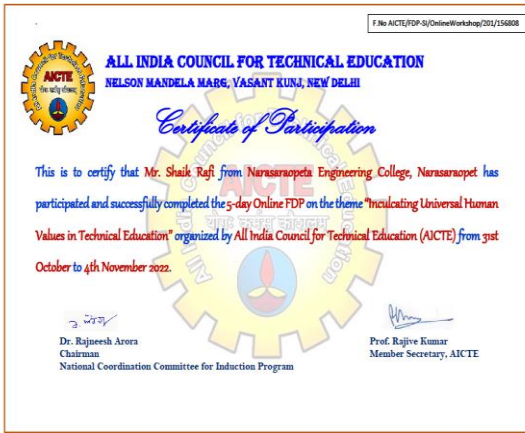 F.No AICTE/FDP-SI/OnlineWorkshop/201/156808
AICTE
ALL INDIA COUNCIL FOR TECHNICAL EDUCATION
NELSON MANDELA MARG, VASANT KUNJ, NEW DELHI
Certificate of Participation
This is to certify that Mr. Shaik Rafi from Narasaraopeta Engineering College, Narasaraopet has
participated and successfully completed the 5-day Online FDP on the theme "Inculcating Universal Human
Values in Technical Education" organized by All India Council for Technical Education (AICTE) from 31st
October to 4th November 2022.
Dr. Rajneesh Arora
Chairman
National Coordination Committee for Induction Program
Prof. Rajive Kumar
Member Secretary, AICTE